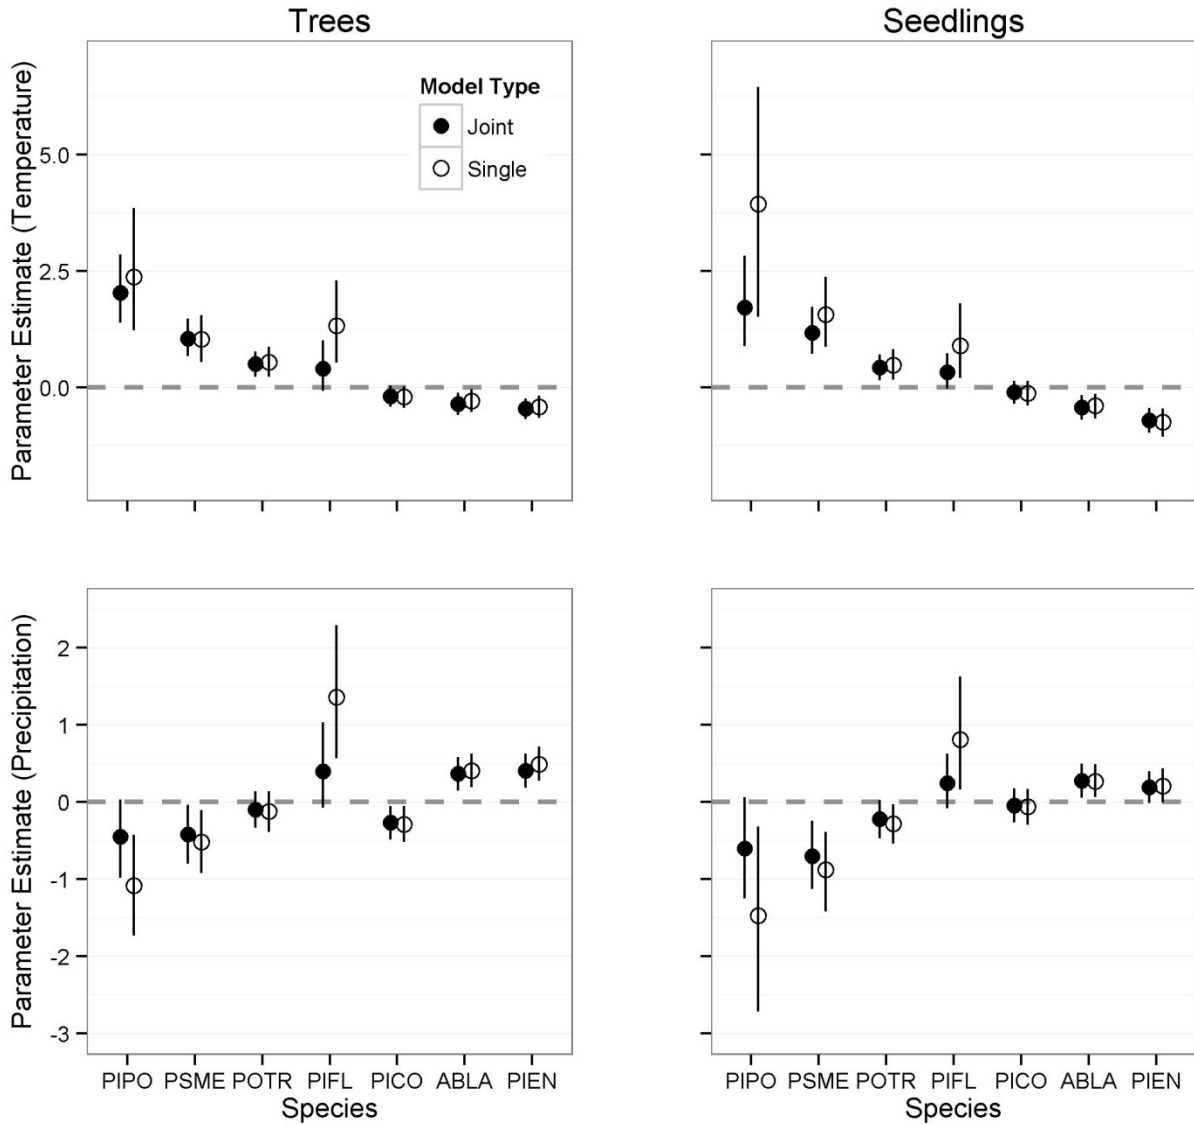 Trees
Seedlings
Parameter Estimate (Temperature)
5.0
2.5
0.0
Model Type
Joint
Single
Parameter Estimate (Precipitation)
2
1
0
-1
-2
-3
PIPO PSME POTR PIFL PICO ABLA PIEN
Species
PIPO PSME POTR PIFL PICO ABLA PIEN
Species